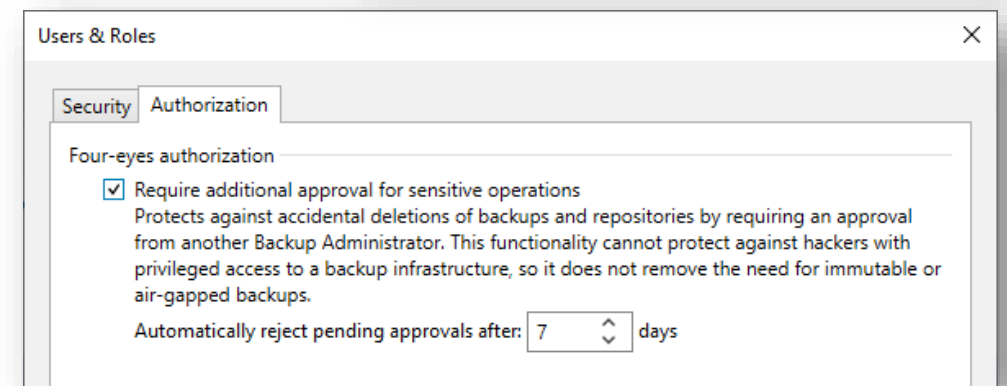 Users & Roles
Security
Authorization
Four-eyes authorization
Require additional approval for sensitive operations
Protects against accidental deletions of backups and repositories by requiring an approval
from another Backup Administrator. This functionality cannot protect against hackers with
privileged access to a backup infrastructure, so it does not remove the need for immutable or
air-gapped backups.
Automatically reject pending approvals after: 7 days